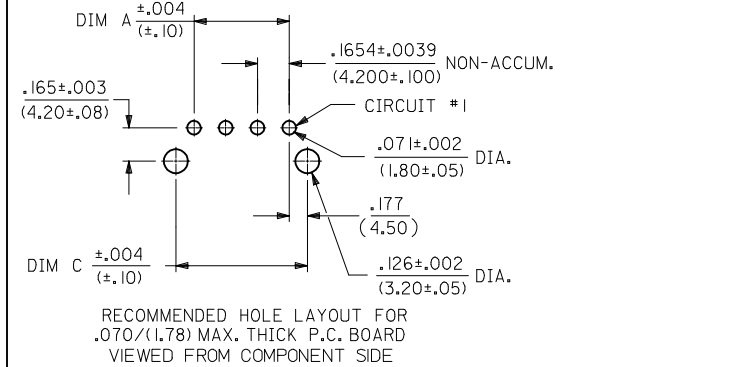 DIM A ±.004
(±.10)
.1654±.0039
(4.200±.100)
NON-ACCUM.
.165±.003
(4.20±.08)
CIRCUIT #1
.071±.002
(1.80±.05)
DIA.
.177
(4.50)
DIM C ±.004
(±.10)
.126±.002
(3.20±.05)
DIA.
RECOMMENDED HOLE LAYOUT FOR
.070/(1.78) MAX. THICK P.C. BOARD
VIEWED FROM COMPONENT SIDE